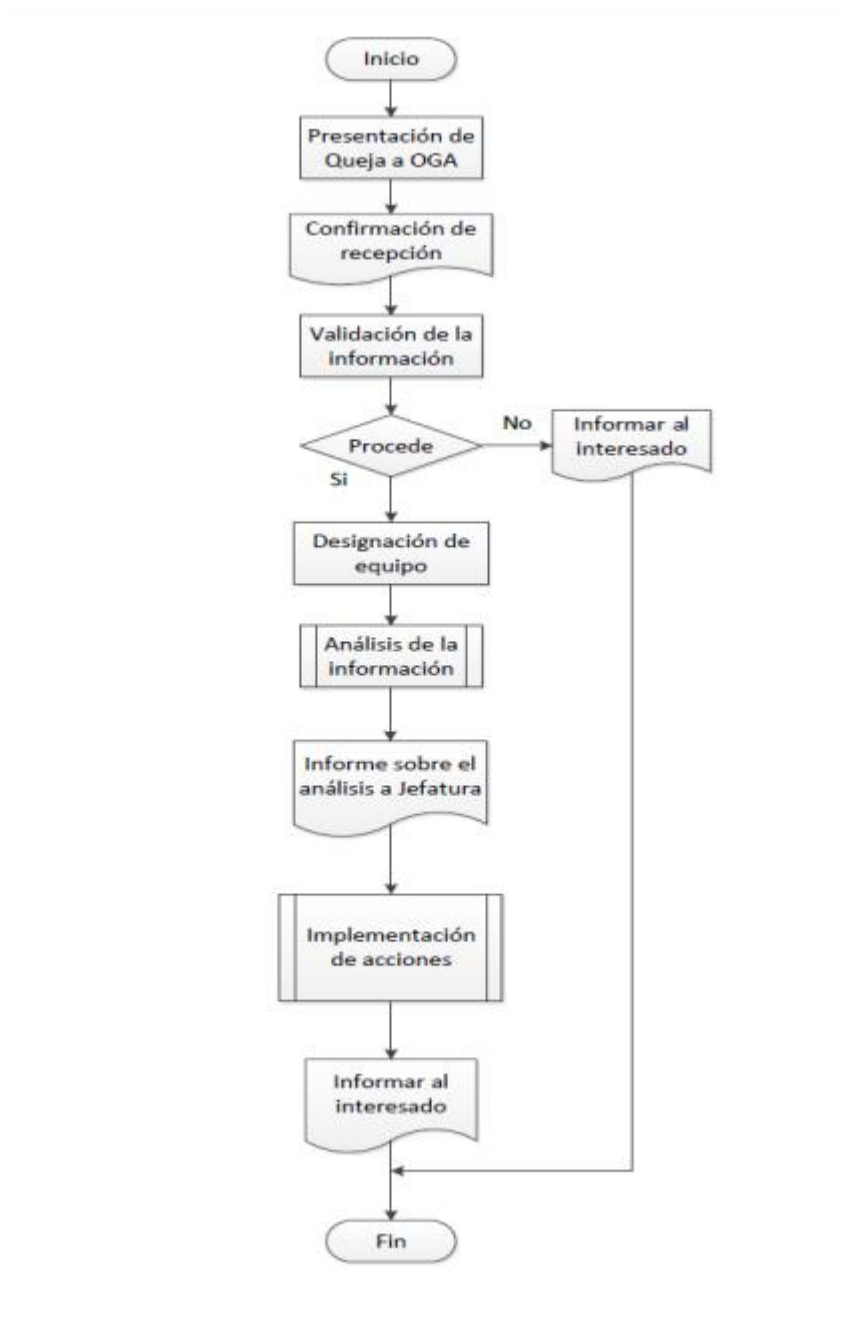 Inicio
Presentación de
Queja a OGA
Confirmación de
recepción
Validación de la
información
Procede
No
Informar al
interesado
Si
Designación de
equipo
Análisis de la
información
Informe sobre el
análisis a Jefatura
Implementación
de acciones
Informar al
interesado
Fin